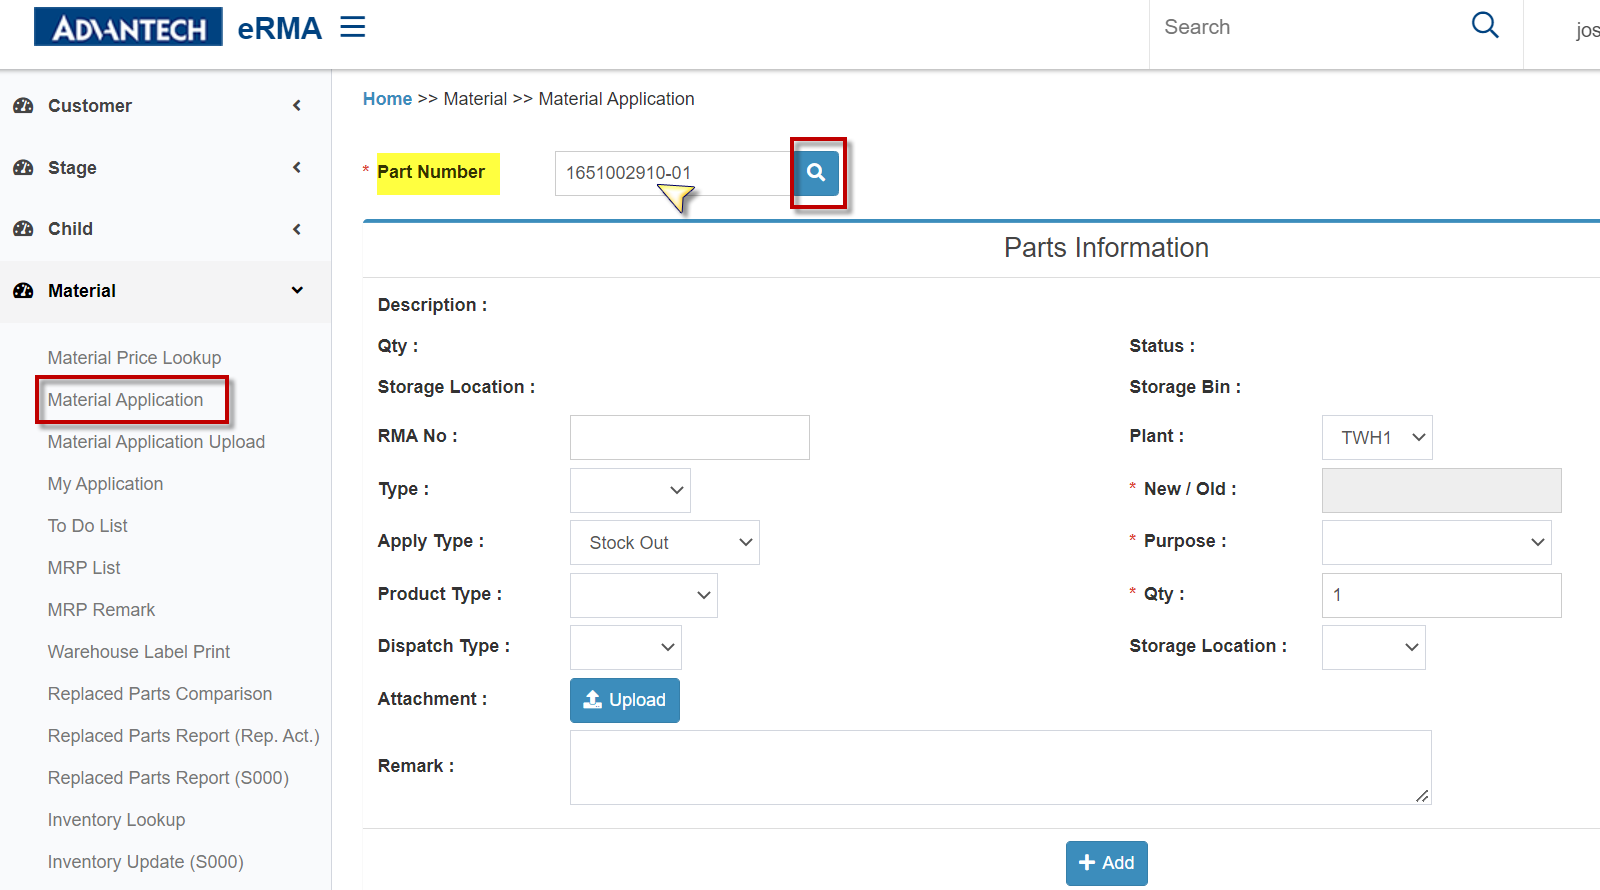 ADVANTECH eRMA
Search
jos
Customer
Stage
Child
Material
Material Price Lookup
Material Application
Material Application Upload
My Application
To Do List
MRP List
MRP Remark
Warehouse Label Print
Replaced Parts Comparison
Replaced Parts Report (Rep. Act.)
Replaced Parts Report (S000)
Inventory Lookup
Inventory Update (S000)
Home >> Material >> Material Application
* Part Number 1651002910-01
Parts Information
Description :
Qty : Status :
Storage Location : Storage Bin :
RMA No : Plant : TWH1
Type : * New / Old :
Apply Type : Stock Out * Purpose :
Product Type : * Qty : 1
Dispatch Type : Storage Location :
Attachment : Upload
Remark :
+ Add